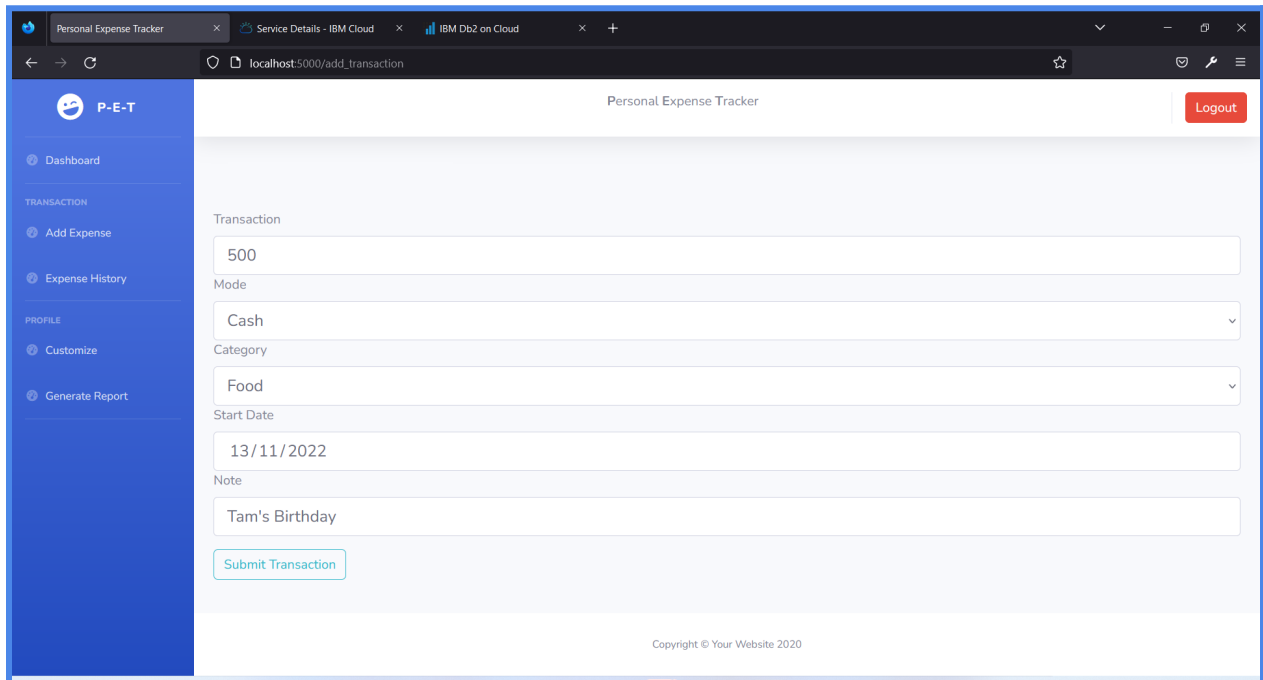 Personal Expense Tracker
Service Details - IBM Cloud
IBM Db2 on Cloud
localhost:5000/add_transaction
P-E-T
Personal Expense Tracker
Logout
Dashboard
TRANSACTION
Add Expense
Expense History
PROFILE
Customize
Generate Report
Transaction
500
Mode
Cash
Category
Food
Start Date
13/11/2022
Note
Tam's Birthday
Submit Transaction
Copyright © Your Website 2020